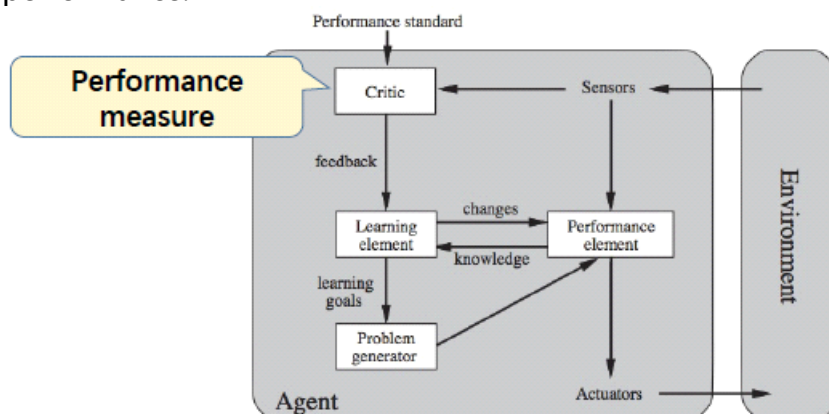 Performance standard
Performance
measure
Critic
Sensors
feedback
changes
Learning
element
Performance
element
knowledge
learning
goals
Problem
generator
Environment
Agent
Actuators